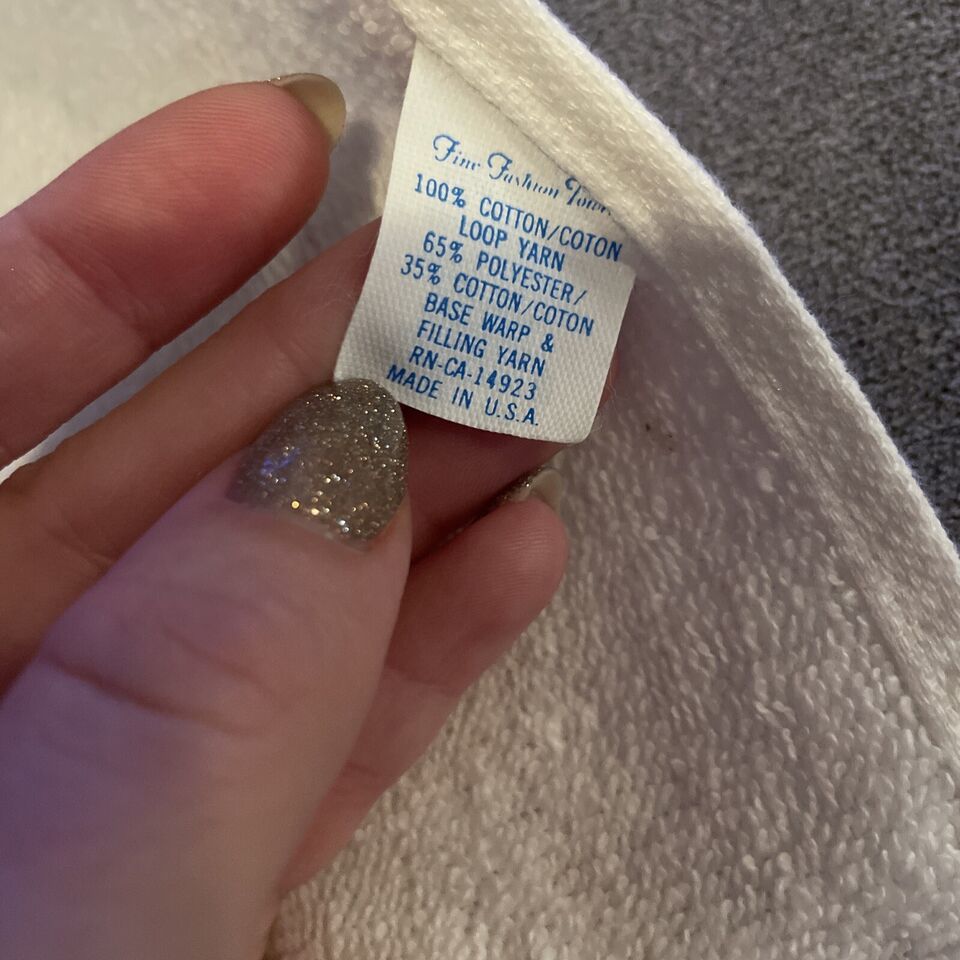 Fine Fashion
100% COTTON/COTON
LOOP YARN
65% POLYESTER/
35% COTTON/COTON
BASE WARP &
FILLING YARN
RN-CA-14923
MADE IN U.S.A.